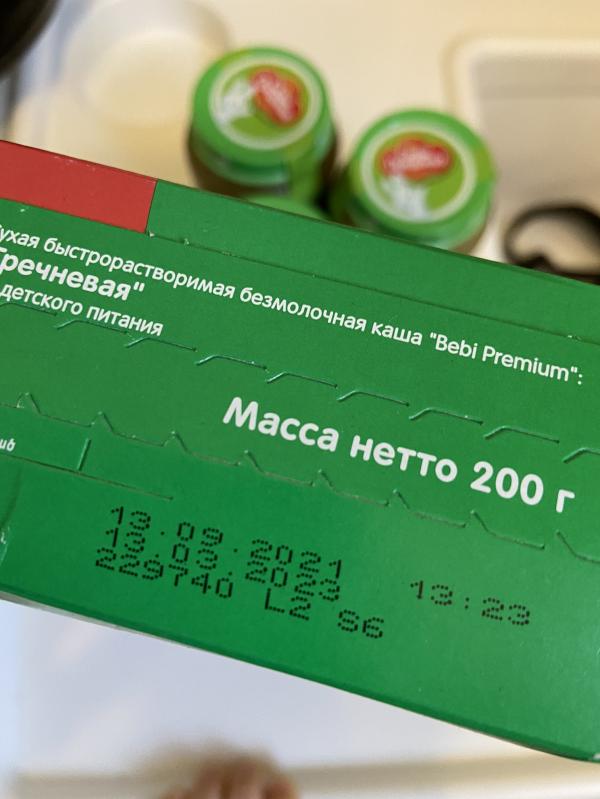 ухая быстрорастворимая безмолочная каша "Bebi Premium":
речневая"
детского питания
Масса нетто 200 г
13.09.2021 13:23
13.03.2023
229740 L2 S6